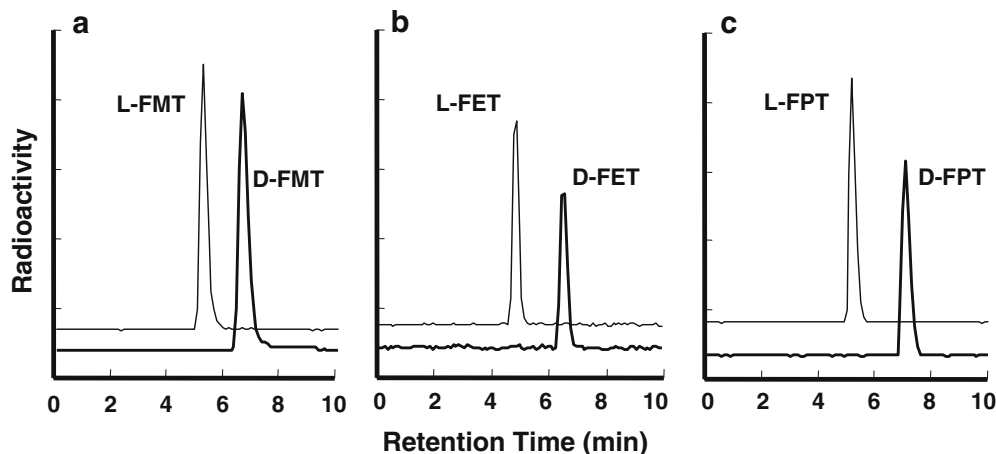 a
b
c
L-FMT
D-FMT
L-FET
D-FET
L-FPT
D-FPT
Radioactivity
0 2 4 6 8 10
0 2 4 6 8 10
0 2 4 6 8 10
Retention Time (min)